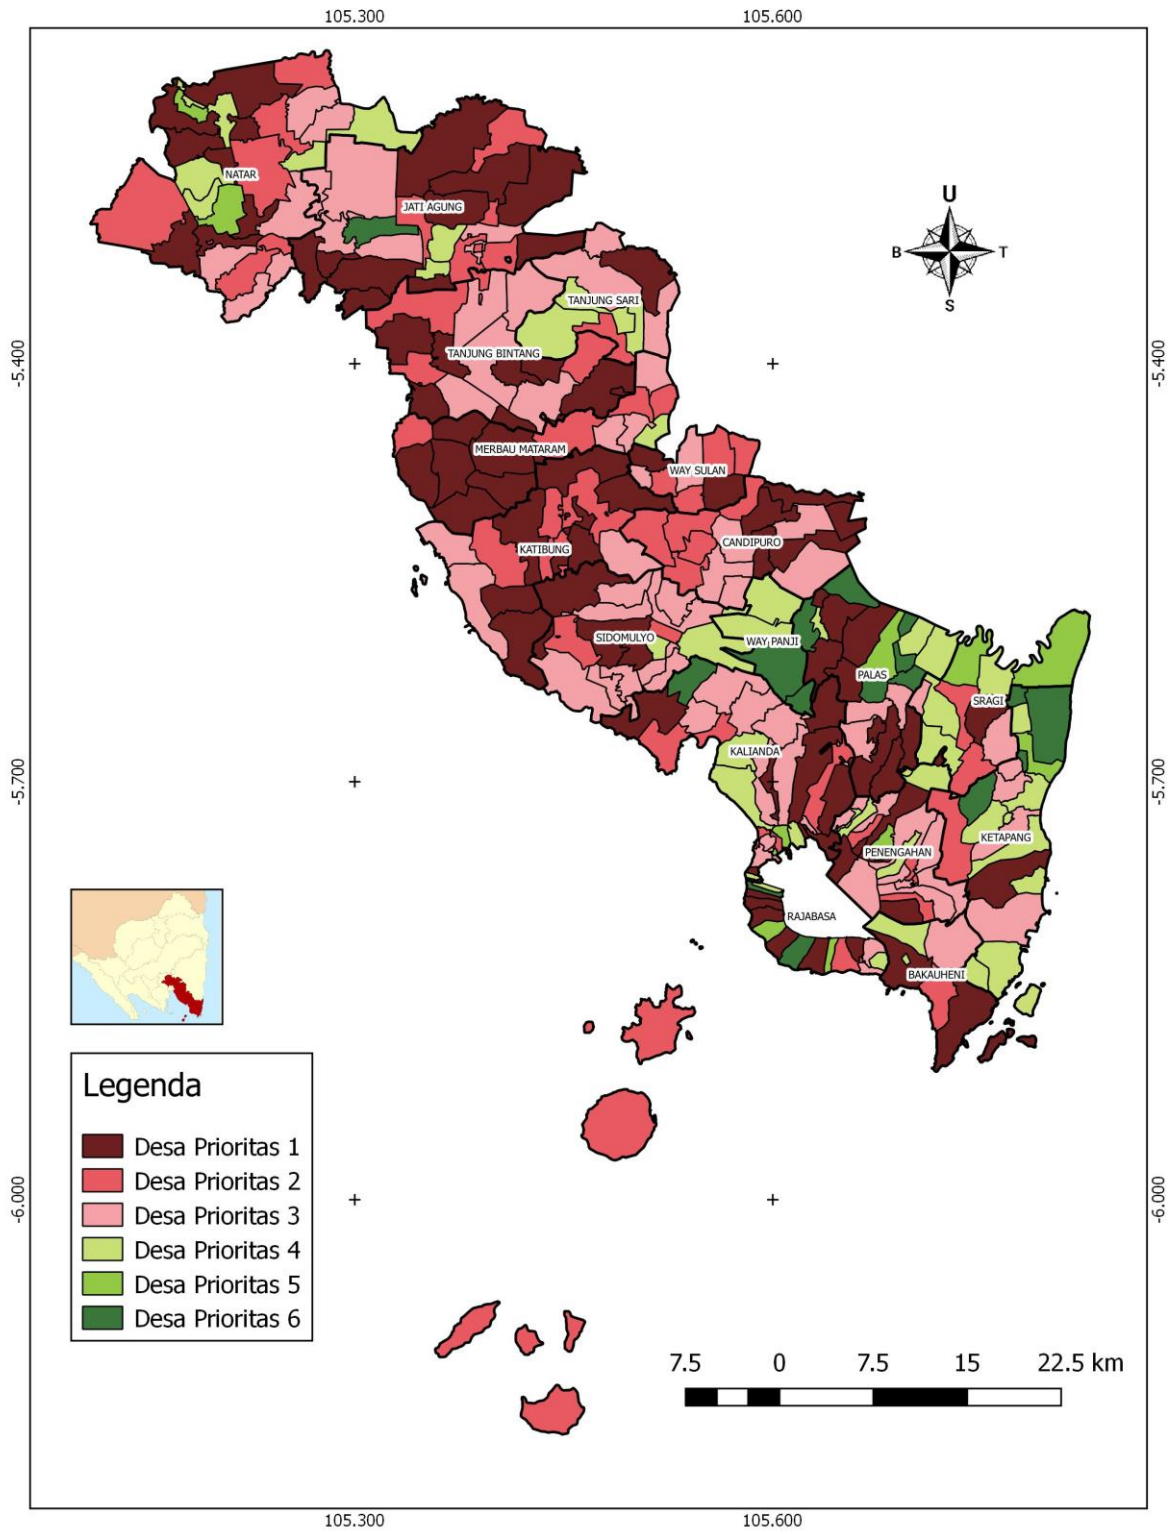 105.300
105.600
U
B
T
S
-5.400
-5.400
NATAR
JATI AGUNG
TANJUNG SARI
TANJUNG BINTANG
MERBAU MATARAM
WAY SULAN
CANDIPURO
KATIBUNG
SIDOMULYO
WAY PANJI
PALAS
SRAGI
KALIANDA
-5.700
-5.700
KETAPANG
PENENGAHAN
RAJABASA
BAKAUHENI
Legenda
Desa Prioritas 1
Desa Prioritas 2
Desa Prioritas 3
Desa Prioritas 4
Desa Prioritas 5
Desa Prioritas 6
-6.000
-6.000
7.5 0 7.5 15 22.5 km
105.300
105.600